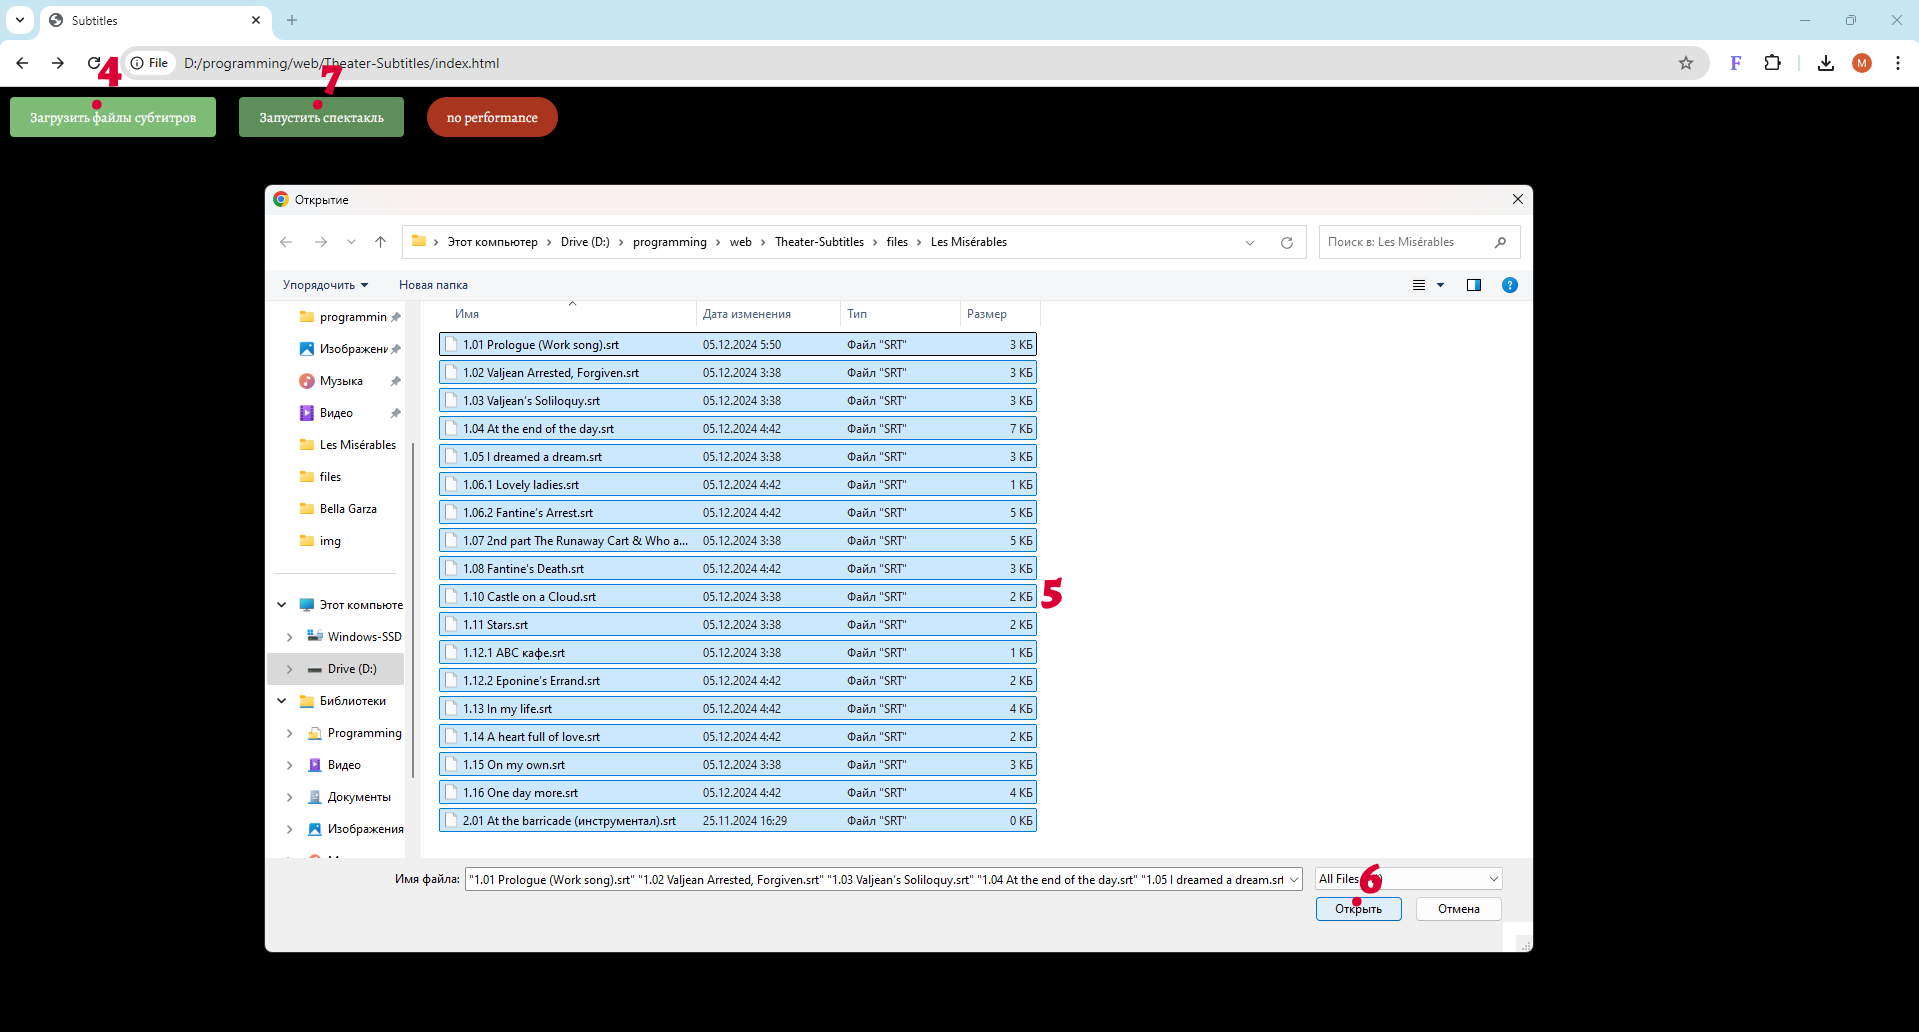 Subtitles
File D:/programming/web/Theater-Subtitles/index.html M
4
7
Загрузить файлы субтитров Запустить спектакль no performance
Открытие
Этот компьютер Drive (D:) programming web Theater-Subtitles files Les Misérables Поиск в: Les Misérables
Упорядочить Новая папка
Имя Дата изменения Тип Размер
programmin
Изображени
Музыка
Видео
Les Misérables
files
Bella Garza
img
Этот компьюте
Windows-SSD
Drive (D:)
Библиотеки
Programming
Видео
Документы
Изображения
1.01 Prologue (Work song).srt 05.12.2024 5:50 Файл "SRT" 3 КБ
1.02 Valjean Arrested, Forgiven.srt 05.12.2024 3:38 Файл "SRT" 3 КБ
1.03 Valjean's Soliloquy.srt 05.12.2024 3:38 Файл "SRT" 3 КБ
1.04 At the end of the day.srt 05.12.2024 4:42 Файл "SRT" 7 КБ
1.05 I dreamed a dream.srt 05.12.2024 3:38 Файл "SRT" 3 КБ
1.06.1 Lovely ladies.srt 05.12.2024 4:42 Файл "SRT" 1 КБ
1.06.2 Fantine's Arrest.srt 05.12.2024 4:42 Файл "SRT" 5 КБ
1.07 2nd part The Runaway Cart & Who a... 05.12.2024 3:38 Файл "SRT" 5 КБ
1.08 Fantine's Death.srt 05.12.2024 4:42 Файл "SRT" 3 КБ
1.10 Castle on a Cloud.srt 05.12.2024 3:38 Файл "SRT" 2 КБ
5
1.11 Stars.srt 05.12.2024 3:38 Файл "SRT" 2 КБ
1.12.1 ABC кафе.srt 05.12.2024 3:38 Файл "SRT" 1 КБ
1.12.2 Eponine's Errand.srt 05.12.2024 4:42 Файл "SRT" 2 КБ
1.13 In my life.srt 05.12.2024 4:42 Файл "SRT" 4 КБ
1.14 A heart full of love.srt 05.12.2024 4:42 Файл "SRT" 2 КБ
1.15 On my own.srt 05.12.2024 3:38 Файл "SRT" 3 КБ
1.16 One day more.srt 05.12.2024 4:42 Файл "SRT" 4 КБ
2.01 At the barricade (инструментал).srt 25.11.2024 16:29 Файл "SRT" 0 КБ
Имя файла: "1.01 Prologue (Work song).srt" "1.02 Valjean Arrested, Forgiven.srt" "1.03 Valjean's Soliloquy.srt" "1.04 At the end of the day.srt" "1.05 I dreamed a dream.srt All Files
6
Открыть Отмена